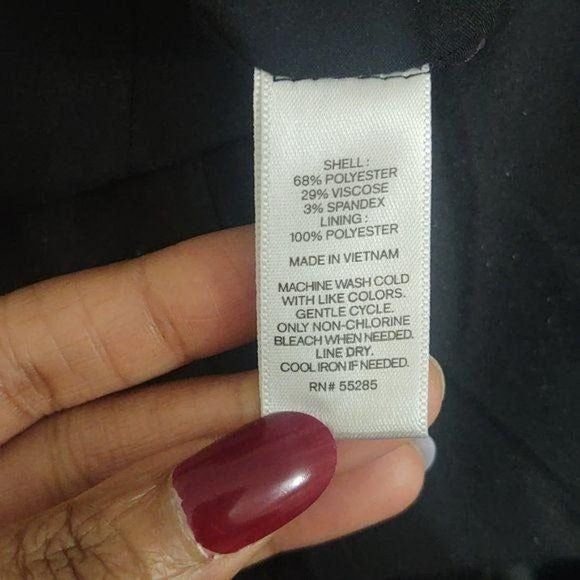 SHELL :
68% POLYESTER
29% VISCOSE
3% SPANDEX
LINING :
100% POLYESTER
MADE IN VIETNAM
MACHINE WASH COLD
WITH LIKE COLORS.
GENTLE CYCLE.
ONLY NON-CHLORINE
BLEACH WHEN NEEDED.
LINE DRY.
COOL IRON IF NEEDED.
RN# 55285